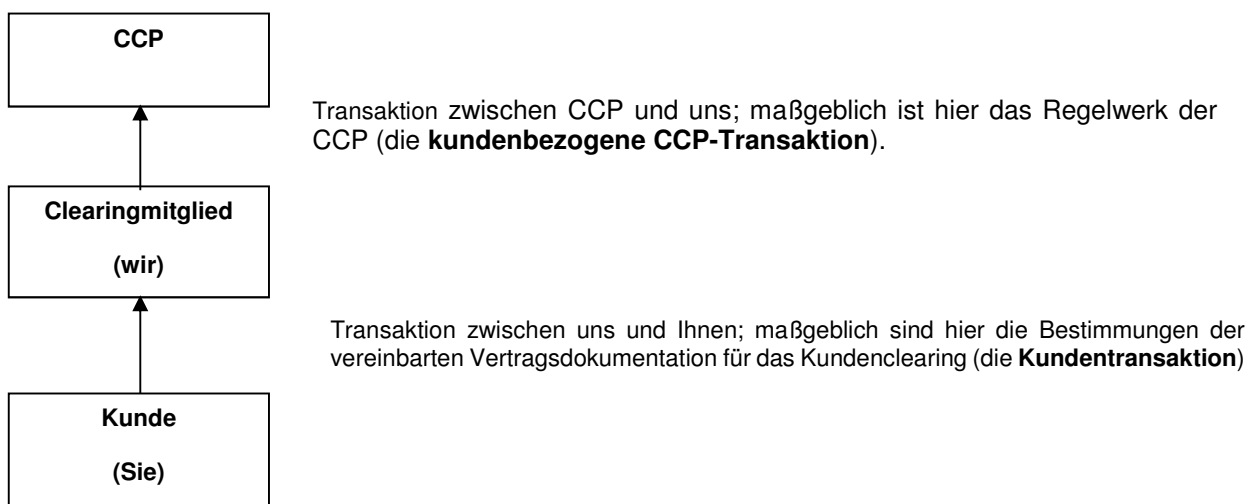 CCP
Transaktion zwischen CCP und uns; maßgeblich ist hier das Regelwerk der
CCP (die kundenbezogene CCP-Transaktion).
Clearingmitglied
(wir)
Transaktion zwischen uns und Ihnen; maßgeblich sind hier die Bestimmungen der
vereinbarten Vertragsdokumentation für das Kundenclearing (die Kundentransaktion)
Kunde
(Sie)